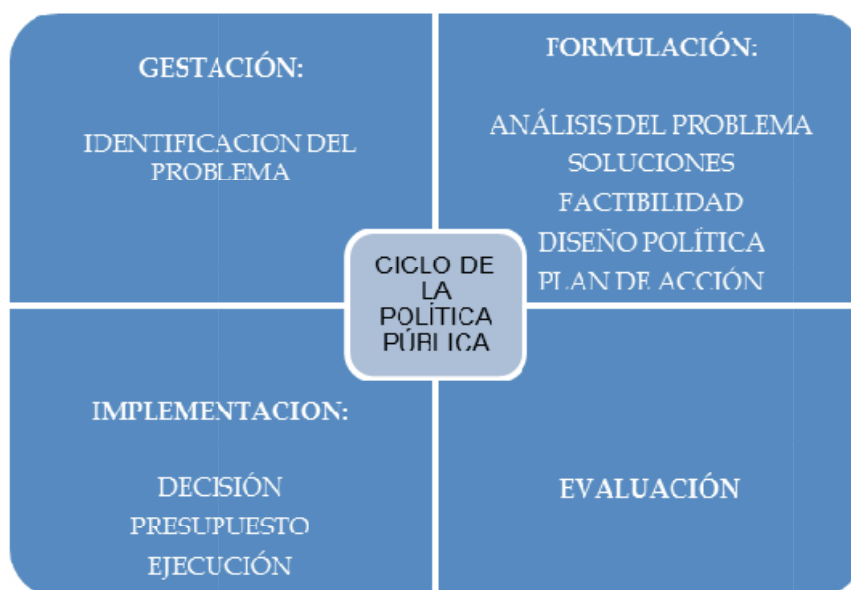 GESTACIÓN:
IDENTIFICACION DEL
PROBLEMA
FORMULACIÓN:
ANÁLISIS DEL PROBLEMA
SOLUCIONES
FACTIBILIDAD
DISEÑO POLÍTICA
PLAN DE ACCIÓN
CICLO DE
LA
POLÍTICA
PÚBLICA
IMPLEMENTACION:
DECISIÓN
PRESUPUESTO
EJECUCIÓN
EVALUACIÓN